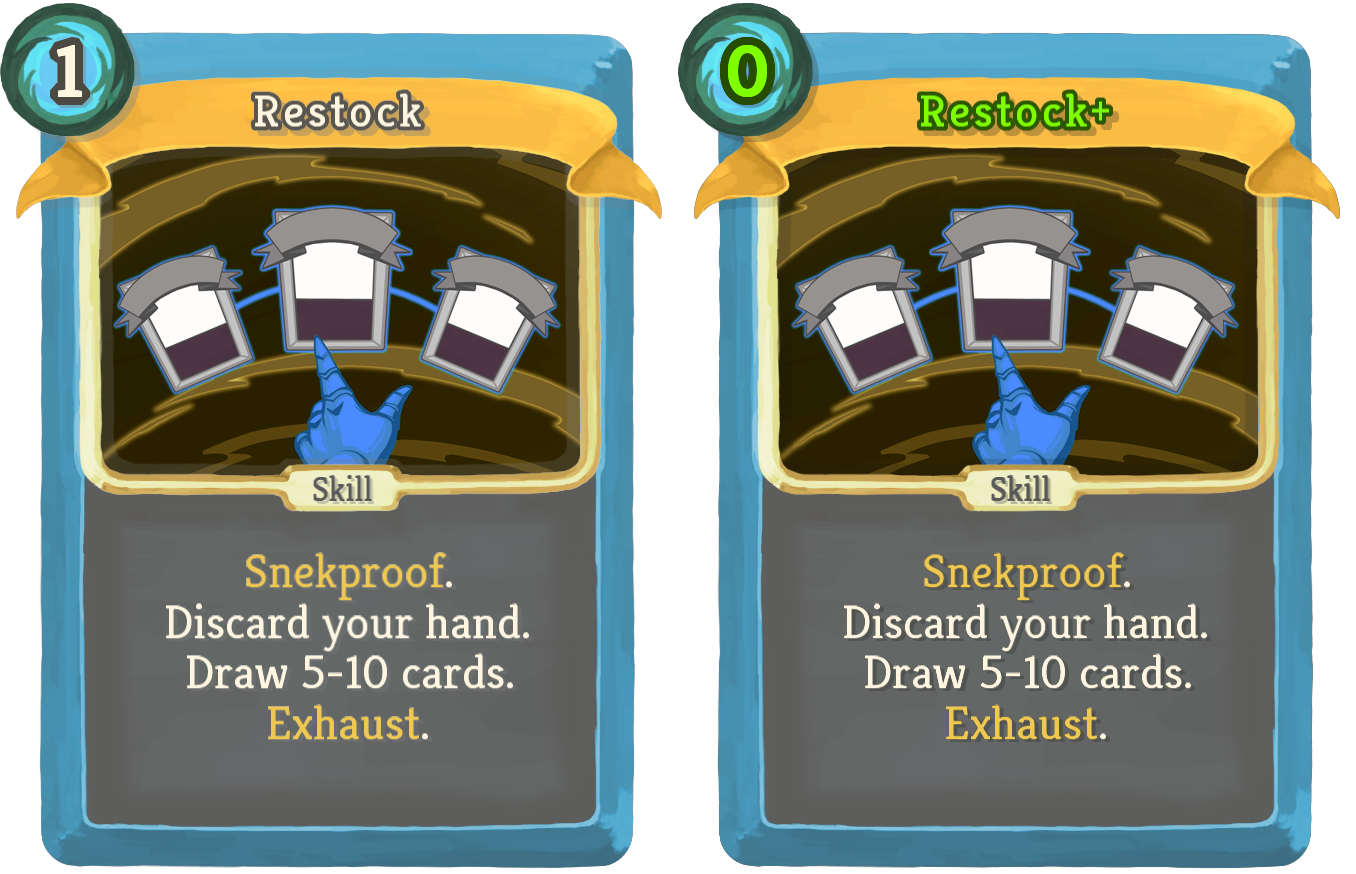 1
Restock
Skill
Snekproof.
Discard your hand.
Draw 5-10 cards.
Exhaust.
0
Restock+
Skill
Snekproof.
Discard your hand.
Draw 5-10 cards.
Exhaust.